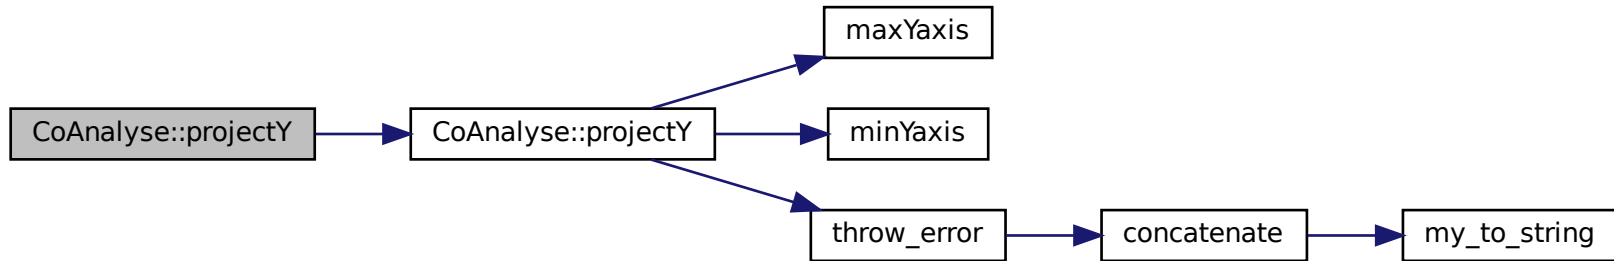 maxYaxis
CoAnalyse::projectY
CoAnalyse::projectY
minYaxis
throw_error
concatenate
my_to_string